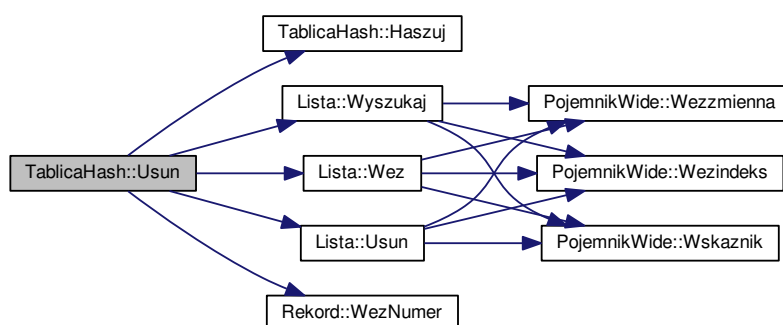 TablicaHash::Haszuj
Lista::Wyszukaj
PojemnikWide::Wezzmienna
TablicaHash::Usun
Lista::Wez
PojemnikWide::Wezindeks
Lista::Usun
PojemnikWide::Wskaznik
Rekord::WezNumer